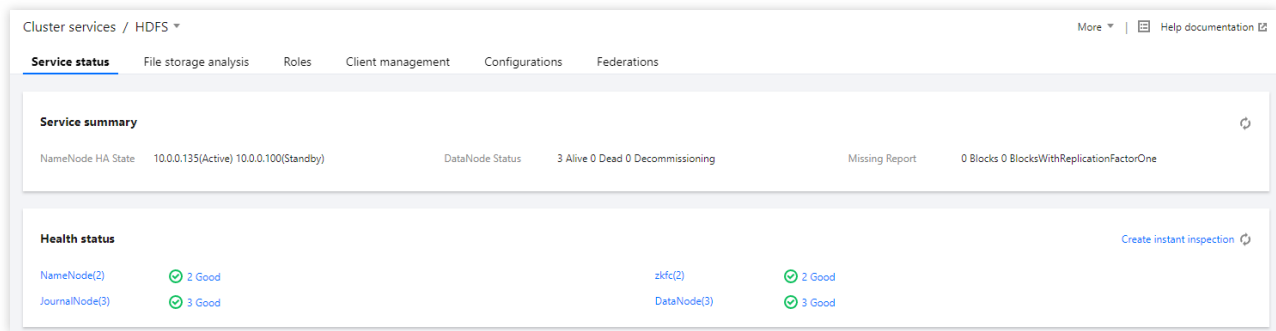 Cluster services / HDFS More | Help documentation
Service status File storage analysis Roles Client management Configurations Federations
Service summary
NameNode HA State 10.0.0.135(Active) 10.0.0.100(Standby) DataNode Status 3 Alive 0 Dead 0 Decommissioning Missing Report 0 Blocks 0 BlocksWithReplicationFactorOne
Health status Create instant inspection
NameNode(2) 2 Good zkfc(2) 2 Good
JournalNode(3) 3 Good DataNode(3) 3 Good